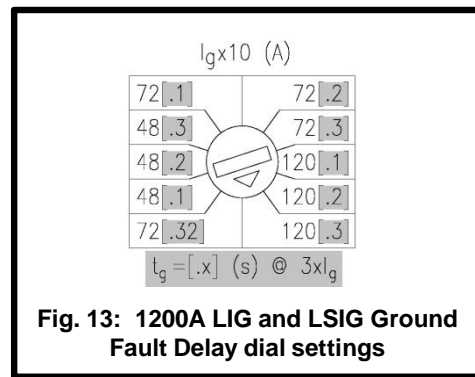 Igx10 (A)
72[.1] 72[.2]
48[.3] 72[.3]
48[.2] 120[.1]
48[.1] 120[.2]
72[.32] 120[.3]
tg=[.x] (s) @ 3xIg
Fig. 13: 1200A LIG and LSIG Ground
Fault Delay dial settings